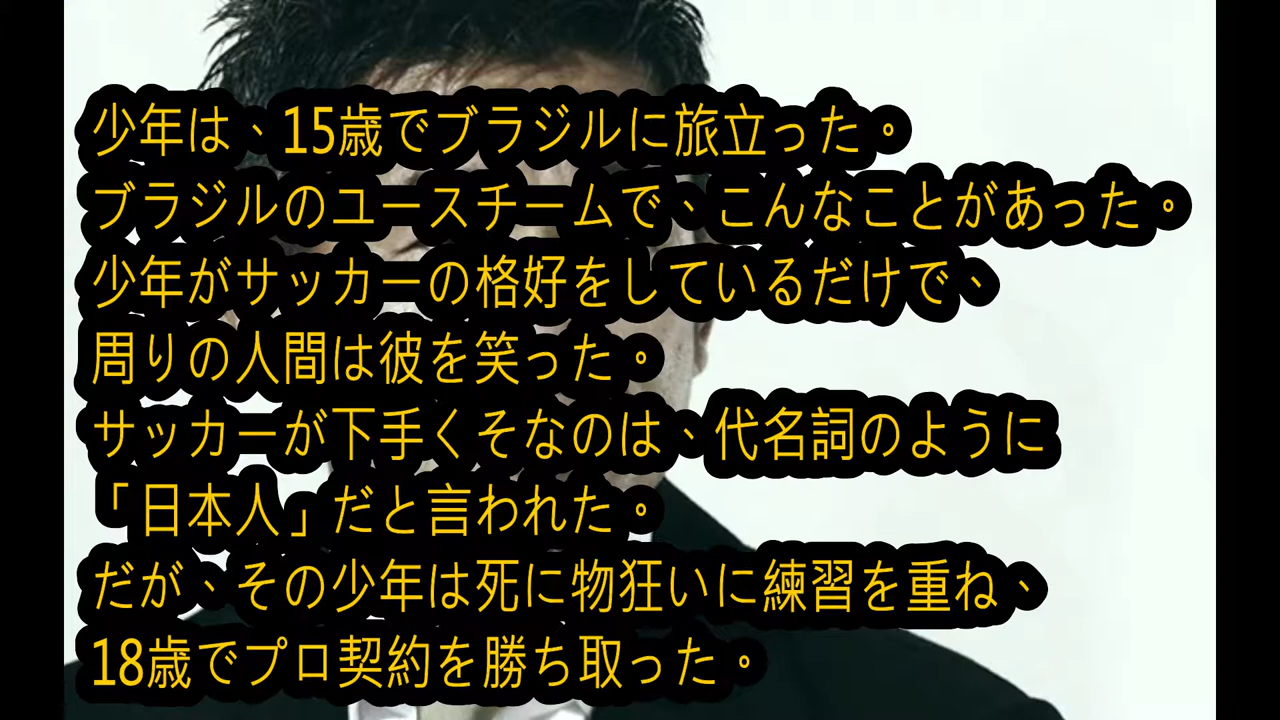 少年は、15歳でブラジルに旅立った。
ブラジルのユースチームで、こんなことがあった。
少年がサッカーの格好をしているだけで、
周りの人間は彼を笑った。
サッカーが下手くそなのは、代名詞のように
「日本人」だと言われた。
だが、その少年は死に物狂いに練習を重ね、
18歳でプロ契約を勝ち取った。